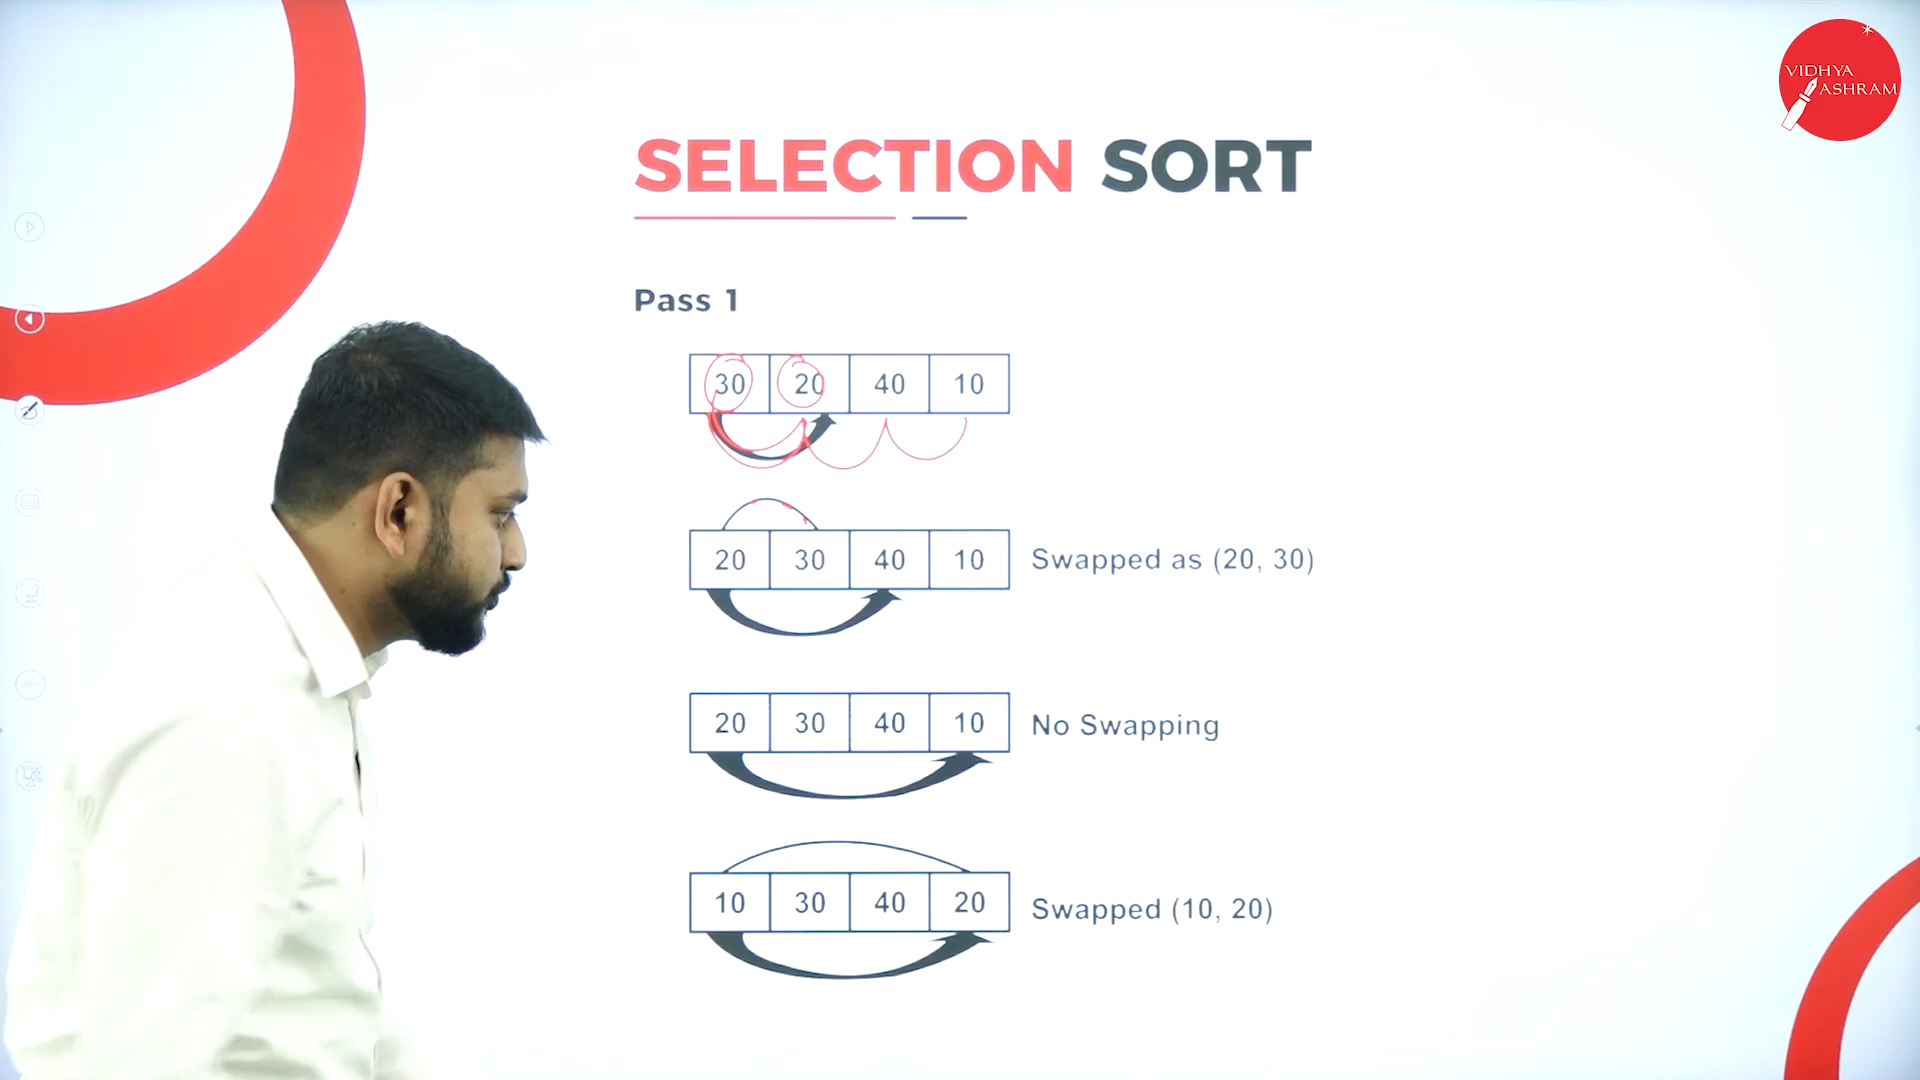 VIDHYA
ASHRAM
SELECTION SORT
Pass 1
30 20 40 10
20 30 40 10 Swapped as (20, 30)
20 30 40 10 No Swapping
10 30 40 20 Swapped (10, 20)